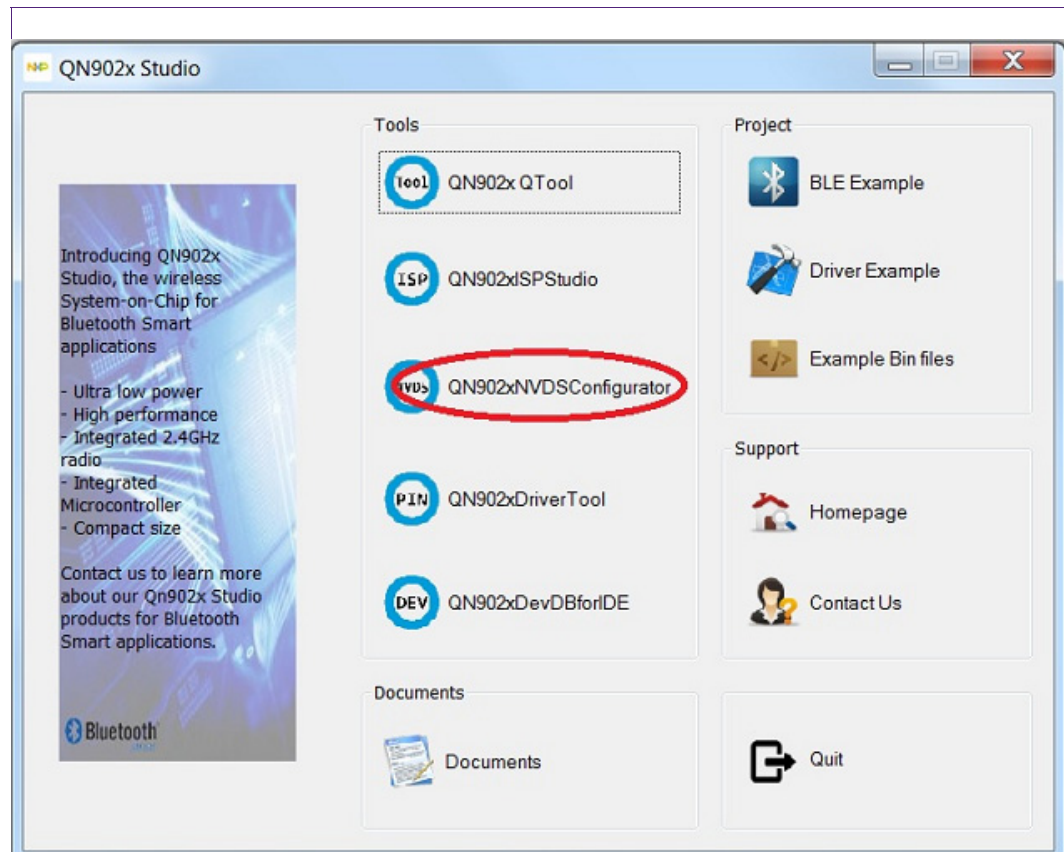 NXP QN902x Studio
Introducing QN902x
Studio, the wireless
System-on-Chip for
Bluetooth Smart
applications
- Ultra low power
- High performance
- Integrated 2.4GHz
radio
- Integrated
Microcontroller
- Compact size
Contact us to learn more
about our Qn902x Studio
products for Bluetooth
Smart applications.
Bluetooth
Tools
Tool QN902x QTool
ISP QN902xISPStudio
NVDS QN902xNVDSConfigurator
PIN QN902xDriverTool
DEV QN902xDevDBforIDE
Documents
Documents
Project
BLE Example
Driver Example
</> Example Bin files
Support
Homepage
Contact Us
Quit